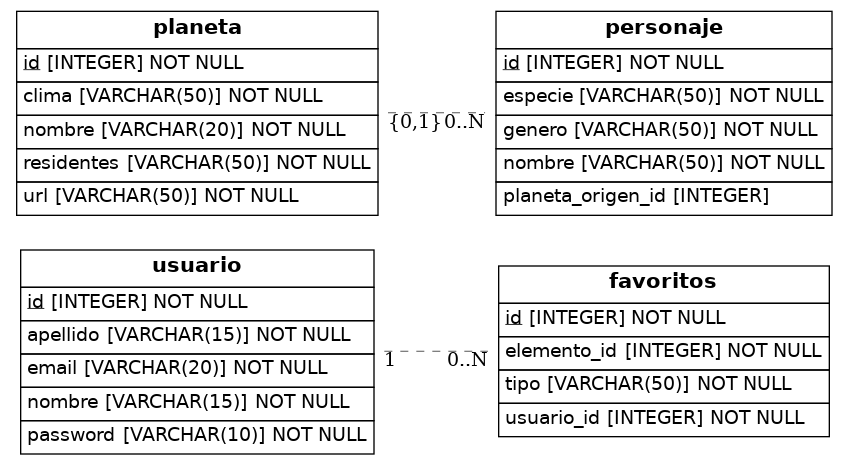 planeta
id [INTEGER] NOT NULL
clima [VARCHAR(50)] NOT NULL
nombre [VARCHAR(20)] NOT NULL
residentes [VARCHAR(50)] NOT NULL
url [VARCHAR(50)] NOT NULL
{0,1} 0..N
personaje
id [INTEGER] NOT NULL
especie [VARCHAR(50)] NOT NULL
genero [VARCHAR(50)] NOT NULL
nombre [VARCHAR(50)] NOT NULL
planeta_origen_id [INTEGER]
usuario
id [INTEGER] NOT NULL
apellido [VARCHAR(15)] NOT NULL
email [VARCHAR(20)] NOT NULL
nombre [VARCHAR(15)] NOT NULL
password [VARCHAR(10)] NOT NULL
1 0..N
favoritos
id [INTEGER] NOT NULL
elemento_id [INTEGER] NOT NULL
tipo [VARCHAR(50)] NOT NULL
usuario_id [INTEGER] NOT NULL